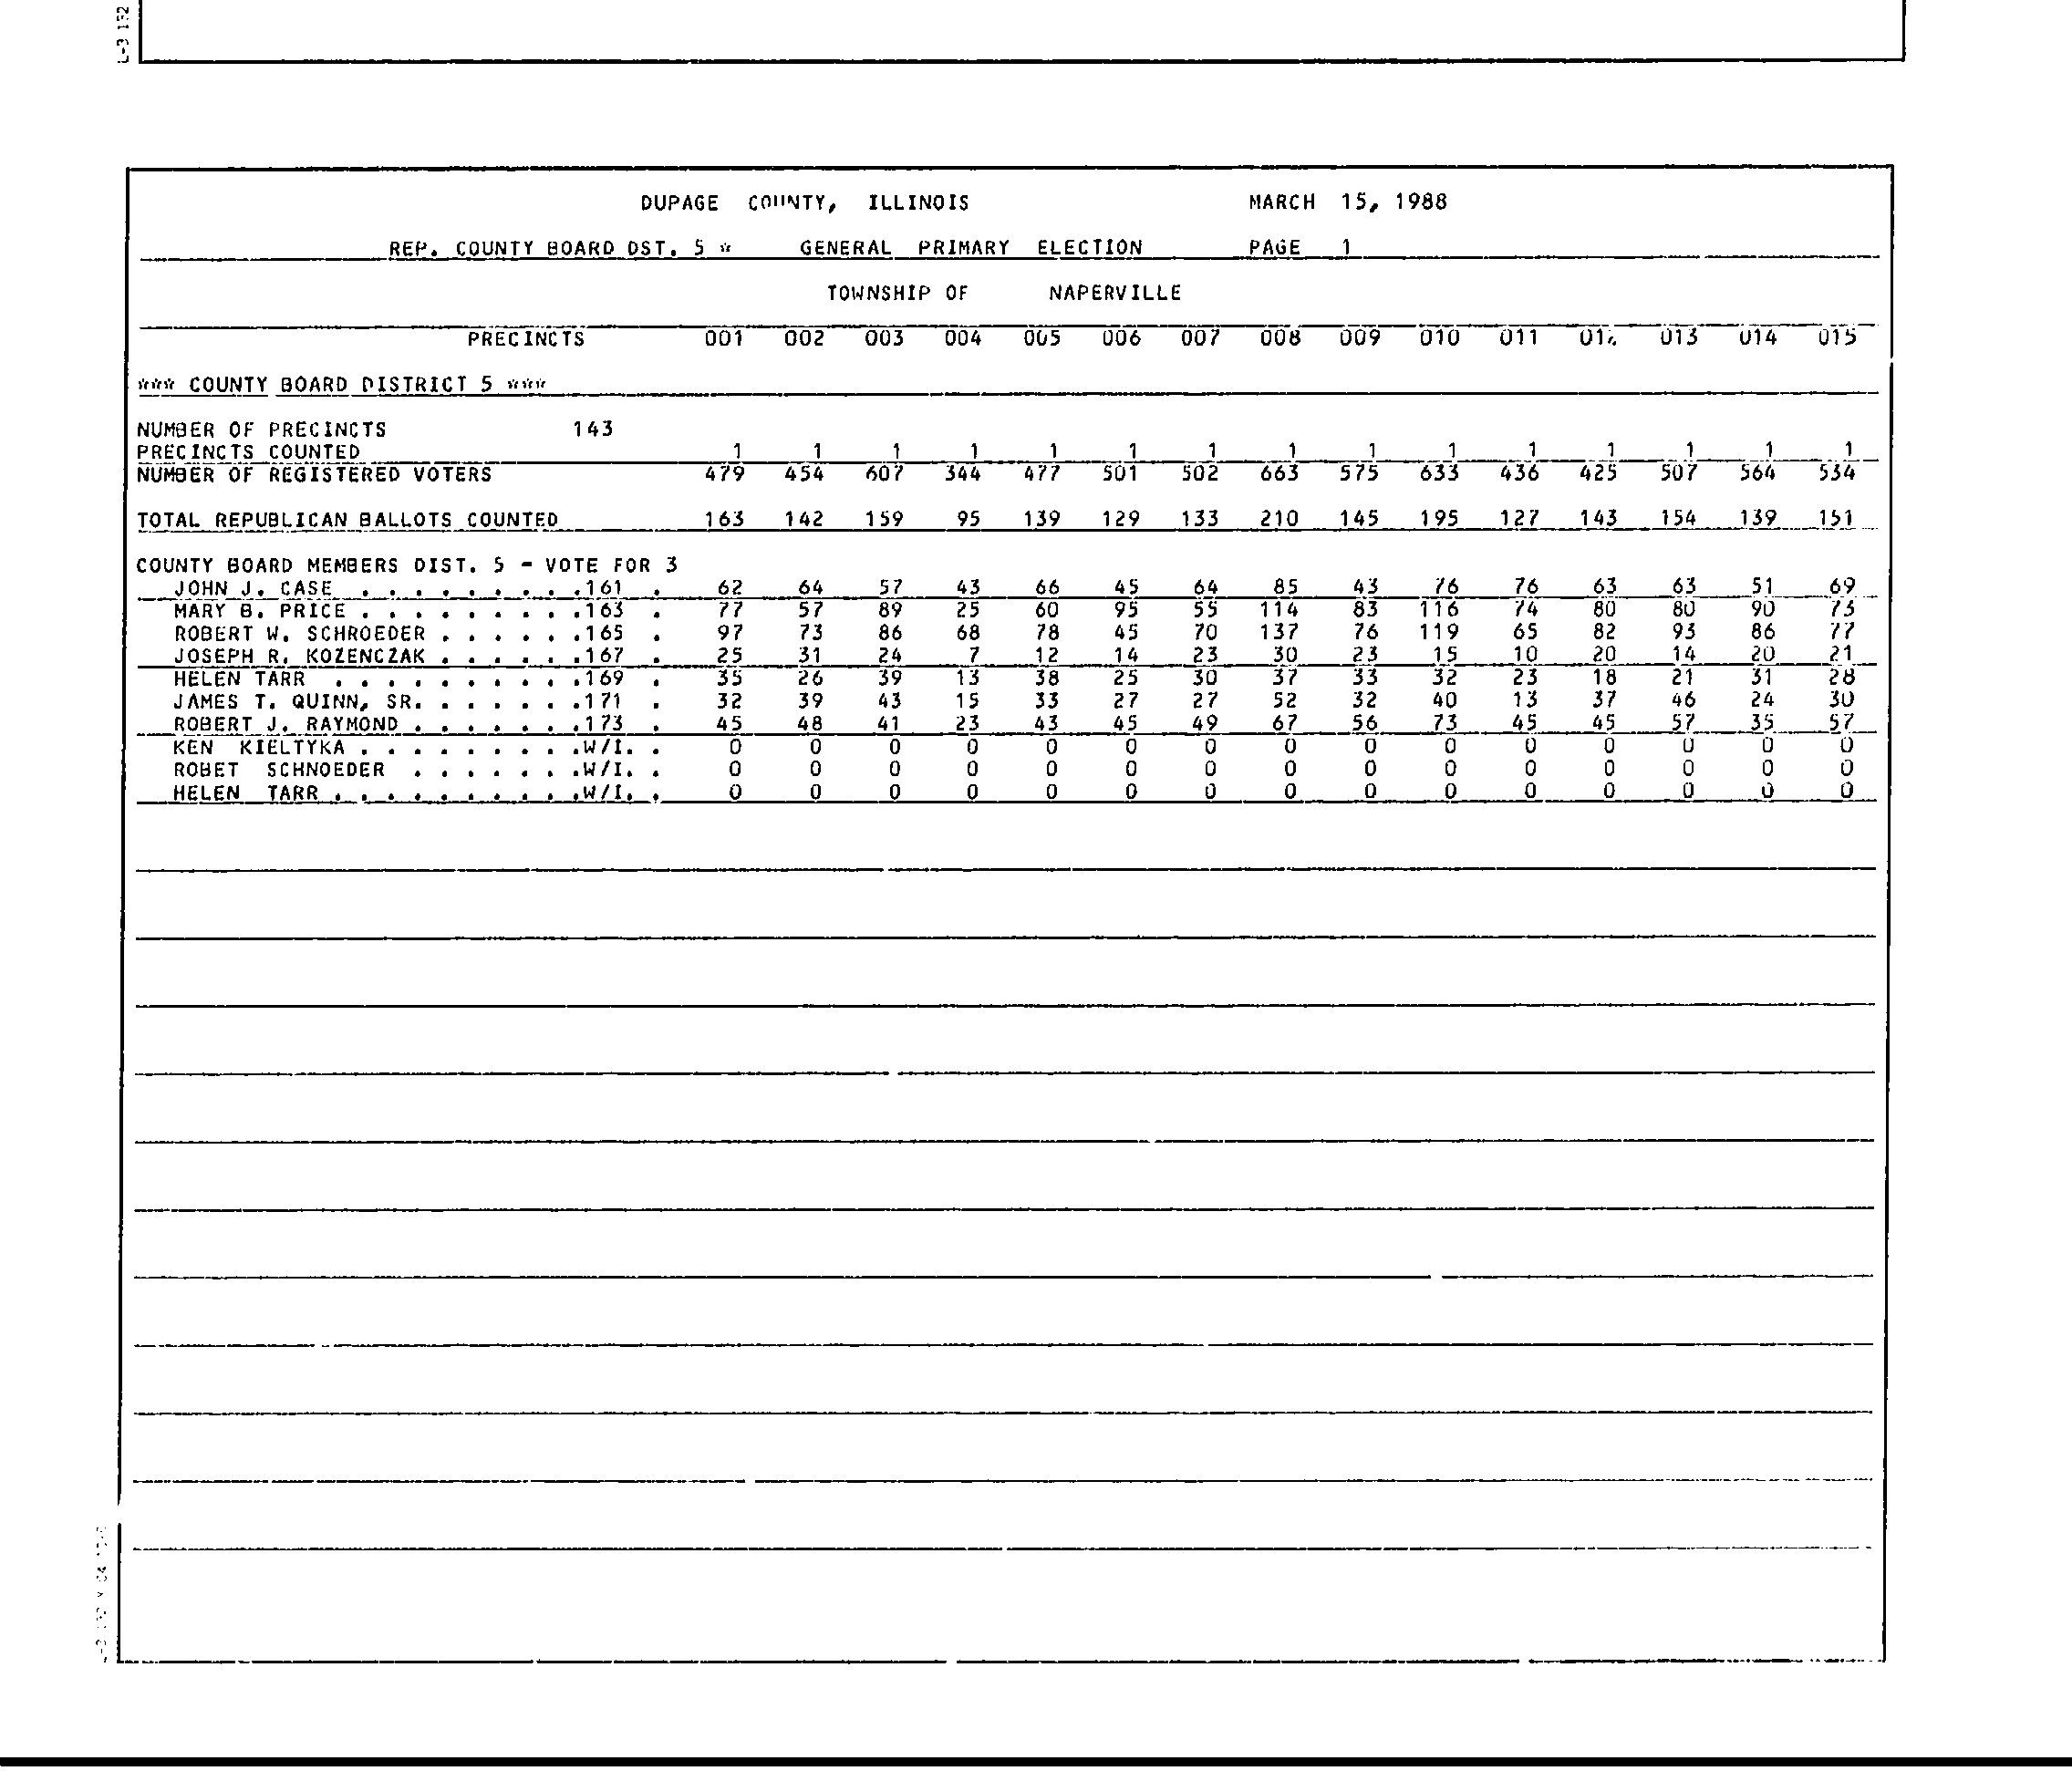 DUPAGE COUNTY, ILLINOIS MARCH 15, 1988
REP. COUNTY BOARD DST. 5 * GENERAL PRIMARY ELECTION PAGE 1
TOWNSHIP OF NAPERVILLE
PRECINCTS 001 002 003 004 005 006 007 008 009 010 011 012 013 014 015
*** COUNTY BOARD DISTRICT 5 ***
NUMBER OF PRECINCTS 143
PRECINCTS COUNTED 1 1 1 1 1 1 1 1 1 1 1 1 1 1 1
NUMBER OF REGISTERED VOTERS 479 454 607 344 477 501 502 663 575 633 436 425 507 564 534
TOTAL REPUBLICAN BALLOTS COUNTED 163 142 159 95 139 129 133 210 145 195 127 143 154 139 151
COUNTY BOARD MEMBERS DIST. 5 - VOTE FOR 3
JOHN J. CASE . . . . . . . . .161 . 62 64 57 43 66 45 64 85 43 76 76 63 63 51 69
MARY B. PRICE . . . . . . . . .163 . 77 57 89 25 60 95 55 114 83 116 74 80 80 90 73
ROBERT W. SCHROEDER . . . . . .165 . 97 73 86 68 78 45 70 137 76 119 65 82 93 86 77
JOSEPH R. KOZENCZAK . . . . . .167 . 25 31 24 7 12 14 23 30 23 15 10 20 14 20 21
HELEN TARR . . . . . . . . . .169 . 35 26 39 13 38 25 30 37 33 32 23 18 21 31 28
JAMES T. QUINN, SR. . . . . . .171 . 32 39 43 15 33 27 27 52 32 40 13 37 46 24 30
ROBERT J. RAYMOND . . . . . . .173 . 45 48 41 23 43 45 49 67 56 73 45 45 57 35 57
KEN KIELTYKA . . . . . . . . .W/I. . 0 0 0 0 0 0 0 0 0 0 0 0 0 0 0
ROBET SCHNOEDER . . . . . . .W/I. . 0 0 0 0 0 0 0 0 0 0 0 0 0 0 0
HELEN TARR . . . . . . . . . .W/I. . 0 0 0 0 0 0 0 0 0 0 0 0 0 0 0